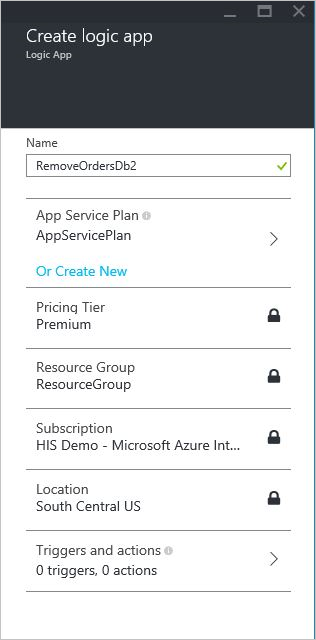 Create logic app
Logic App
Name
RemoveOrdersDb2
App Service Plan
AppServicePlan
Or Create New
Pricing Tier
Premium
Resource Group
ResourceGroup
Subscription
HIS Demo - Microsoft Azure Int...
Location
South Central US
Triggers and actions
0 triggers, 0 actions